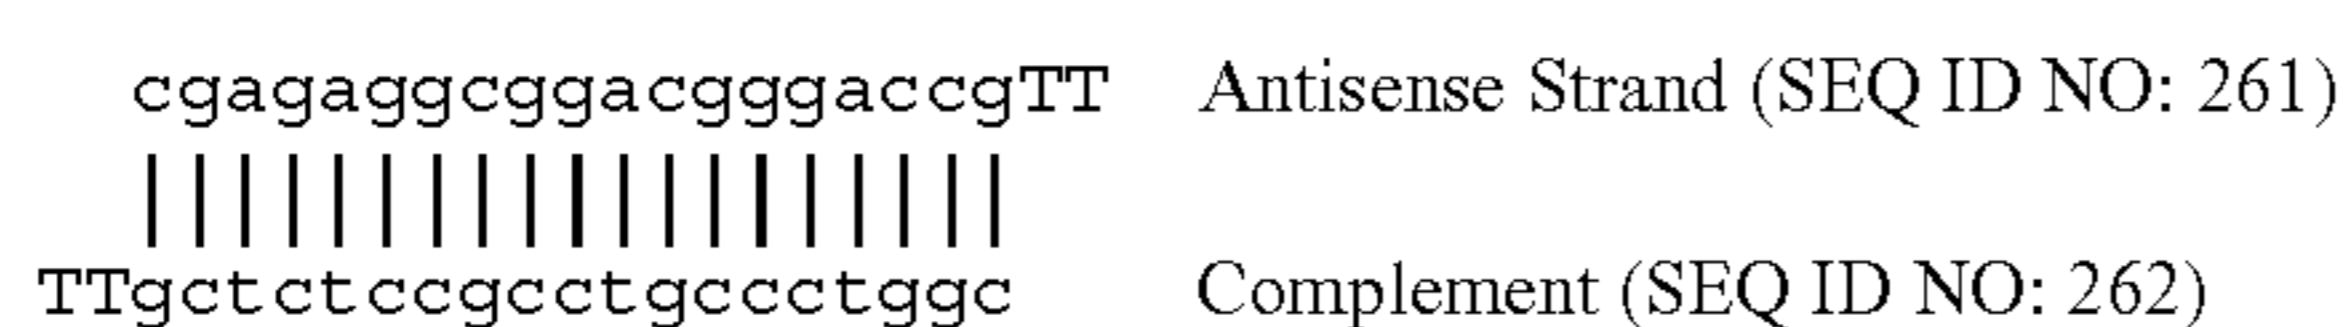 cgagaggcggacgggaccgTT Antisense Strand (SEQ ID NO: 261)
TTgctctccgcctgccctggc Complement (SEQ ID NO: 262)